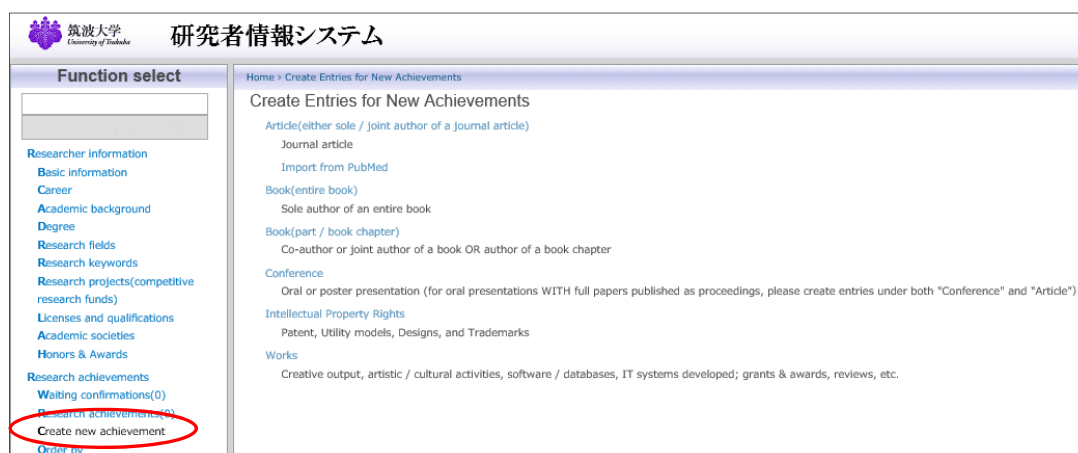 筑波大学
University of Tsukuba
研究者情報システム
Function select
Researcher information
Basic information
Career
Academic background
Degree
Research fields
Research keywords
Research projects(competitive
research funds)
Licenses and qualifications
Academic societies
Honors & Awards
Research achievements
Waiting confirmations(0)
Research achievements(0)
Create new achievement
Order by
Home › Create Entries for New Achievements
Create Entries for New Achievements
Article(either sole / joint author of a journal article)
Journal article
Import from PubMed
Book(entire book)
Sole author of an entire book
Book(part / book chapter)
Co-author or joint author of a book OR author of a book chapter
Conference
Oral or poster presentation (for oral presentations WITH full papers published as proceedings, please create entries under both "Conference" and "Article")
Intellectual Property Rights
Patent, Utility models, Designs, and Trademarks
Works
Creative output, artistic / cultural activities, software / databases, IT systems developed; grants & awards, reviews, etc.